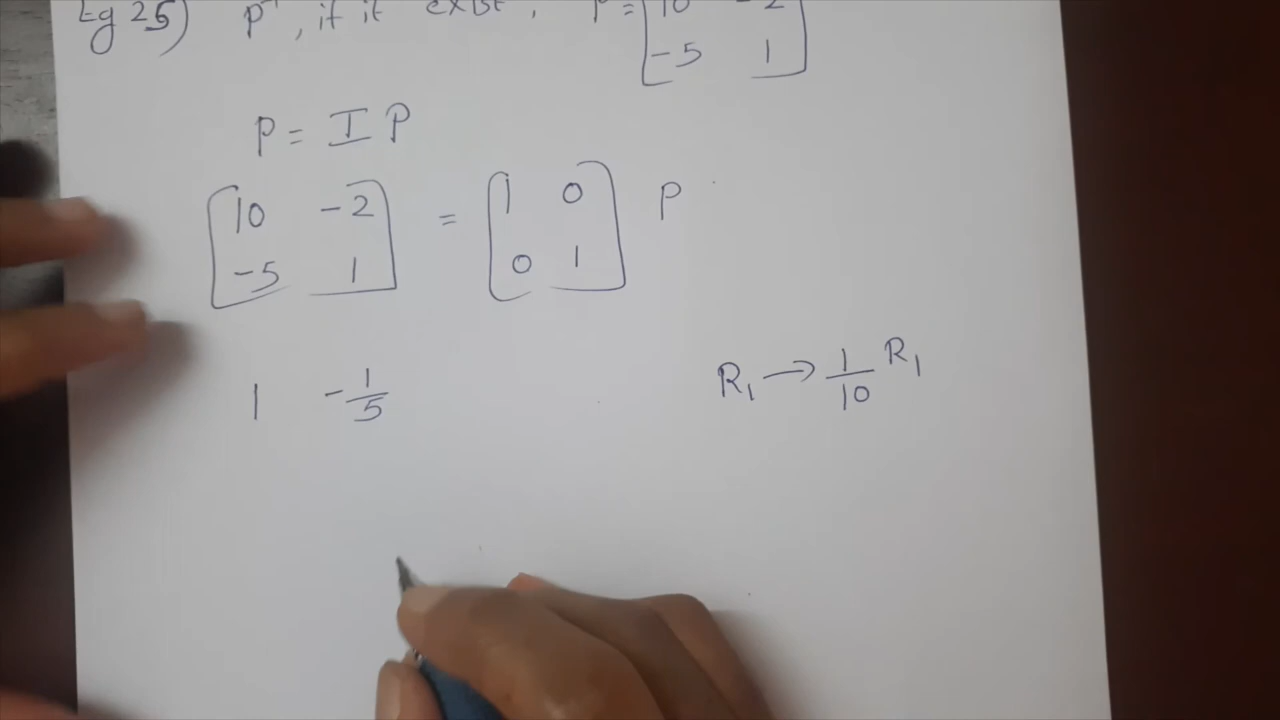 Eg 25) P⁻¹, if it exist, P = [10 -2
-5 1]
P = I P
[10 -2 = [1 0 P
-5 1] 0 1]
1 -1/5 R₁ → 1/10 R₁